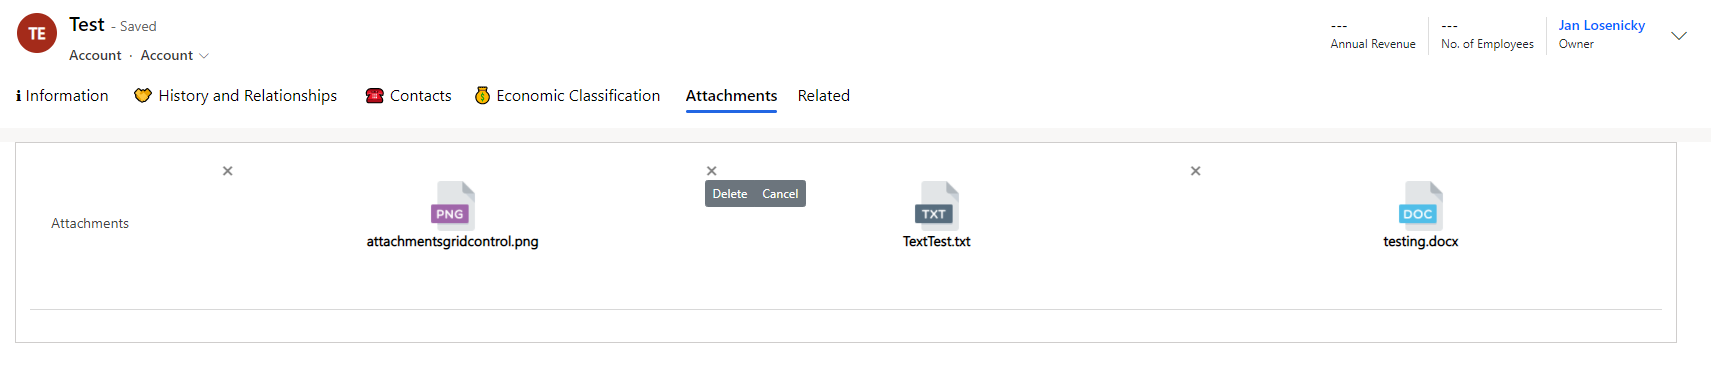 TE
Test - Saved
Account · Account
---
Annual Revenue
---
No. of Employees
Jan Losenicky
Owner
Information
History and Relationships
Contacts
$
Economic Classification
Attachments
Related
Attachments
PNG
attachmentsgridcontrol.png
Delete Cancel
TXT
TextTest.txt
DOC
testing.docx